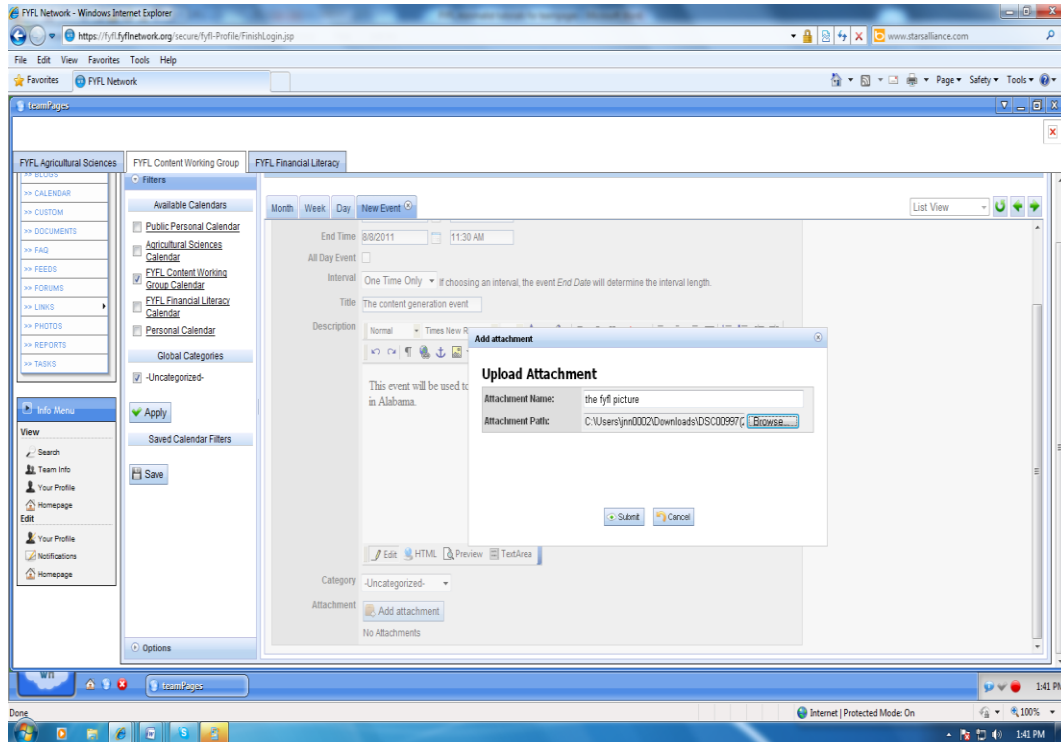 FYFL Network - Windows Internet Explorer
https://fyfl.fyflnetwork.org/secure/fyfl-Profile/FinishLogin.jsp
www.starsalliance.com
File Edit View Favorites Tools Help
Favorites FYFL Network
Page Safety Tools
teamPages
FYFL Agricultural Sciences FYFL Content Working Group FYFL Financial Literacy
>> BLOGS
>> CALENDAR
>> CUSTOM
>> DOCUMENTS
>> FAQ
>> FEEDS
>> FORUMS
>> LINKS
>> PHOTOS
>> REPORTS
>> TASKS
Info Menu
View
Search
Team Info
Your Profile
Homepage
Edit
Your Profile
Notifications
Homepage
Filters
Available Calendars
Public Personal Calendar
Agricultural Sciences
Calendar
FYFL Content Working
Group Calendar
FYFL Financial Literacy
Calendar
Personal Calendar
Global Categories
-Uncategorized-
Apply
Saved Calendar Filters
Save
Options
Month Week Day New Event
List View
End Time 8/8/2011 11:30 AM
All Day Event
Interval One Time Only If choosing an interval, the event End Date will determine the interval length.
Title The content generation event
Description Normal Times New R
This event will be used to
in Alabama.
Edit HTML Preview TextArea
Category -Uncategorized-
Attachment Add attachment
No Attachments
Add attachment
Upload Attachment
Attachment Name: the fyfl picture
Attachment Path: C:\Users\jnn0002\Downloads\DSC00997(2 Browse...
Submit Cancel
wn
teamPages
1:41 PM
Done
Internet | Protected Mode: On
100%
1:41 PM